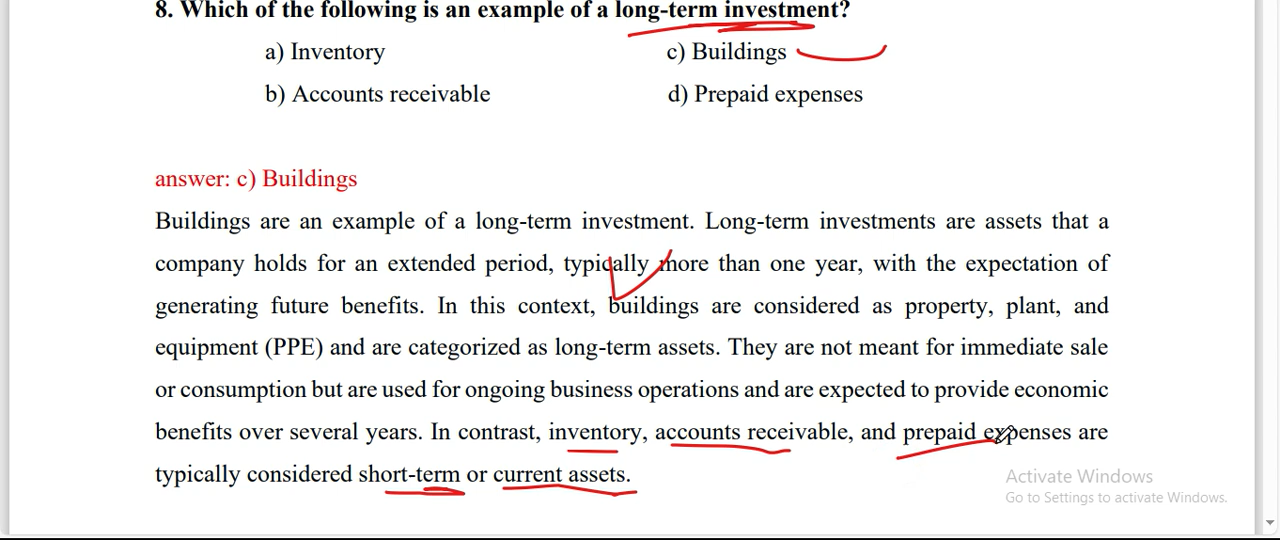 8. Which of the following is an example of a long-term investment?
a) Inventory
c) Buildings
b) Accounts receivable
d) Prepaid expenses
answer: c) Buildings
Buildings are an example of a long-term investment. Long-term investments are assets that a
company holds for an extended period, typically more than one year, with the expectation of
generating future benefits. In this context, buildings are considered as property, plant, and
equipment (PPE) and are categorized as long-term assets. They are not meant for immediate sale
or consumption but are used for ongoing business operations and are expected to provide economic
benefits over several years. In contrast, inventory, accounts receivable, and prepaid expenses are
typically considered short-term or current assets.
Activate Windows
Go to Settings to activate Windows.